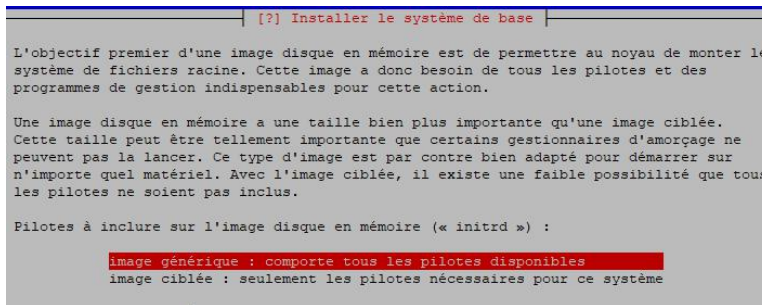 [?] Installer le système de base
L'objectif premier d'une image disque en mémoire est de permettre au noyau de monter le
système de fichiers racine. Cette image a donc besoin de tous les pilotes et des
programmes de gestion indispensables pour cette action.
Une image disque en mémoire a une taille bien plus importante qu'une image ciblée.
Cette taille peut être tellement importante que certains gestionnaires d'amorçage ne
peuvent pas la lancer. Ce type d'image est par contre bien adapté pour démarrer sur
n'importe quel matériel. Avec l'image ciblée, il existe une faible possibilité que tous
les pilotes ne soient pas inclus.
Pilotes à inclure sur l'image disque en mémoire (« initrd ») :
image générique : comporte tous les pilotes disponibles
image ciblée : seulement les pilotes nécessaires pour ce système